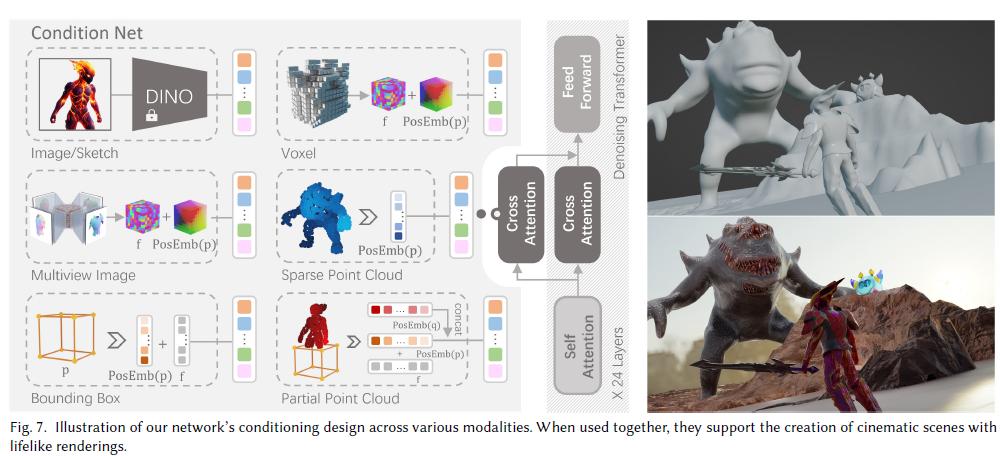 Condition Net
DINO
Image/Sketch
f
PosEmb(p)
Voxel
f
PosEmb(p)
Multiview Image
PosEmb(p)
Sparse Point Cloud
p
PosEmb(p)
f
Bounding Box
PosEmb(q)
concat
PosEmb(p)
f
Partial Point Cloud
Cross Attention
Cross Attention
Feed Forward
Self Attention
Denoising Transformer
X 24 Layers
Fig. 7. Illustration of our network's conditioning design across various modalities. When used together, they support the creation of cinematic scenes with
lifelike renderings.